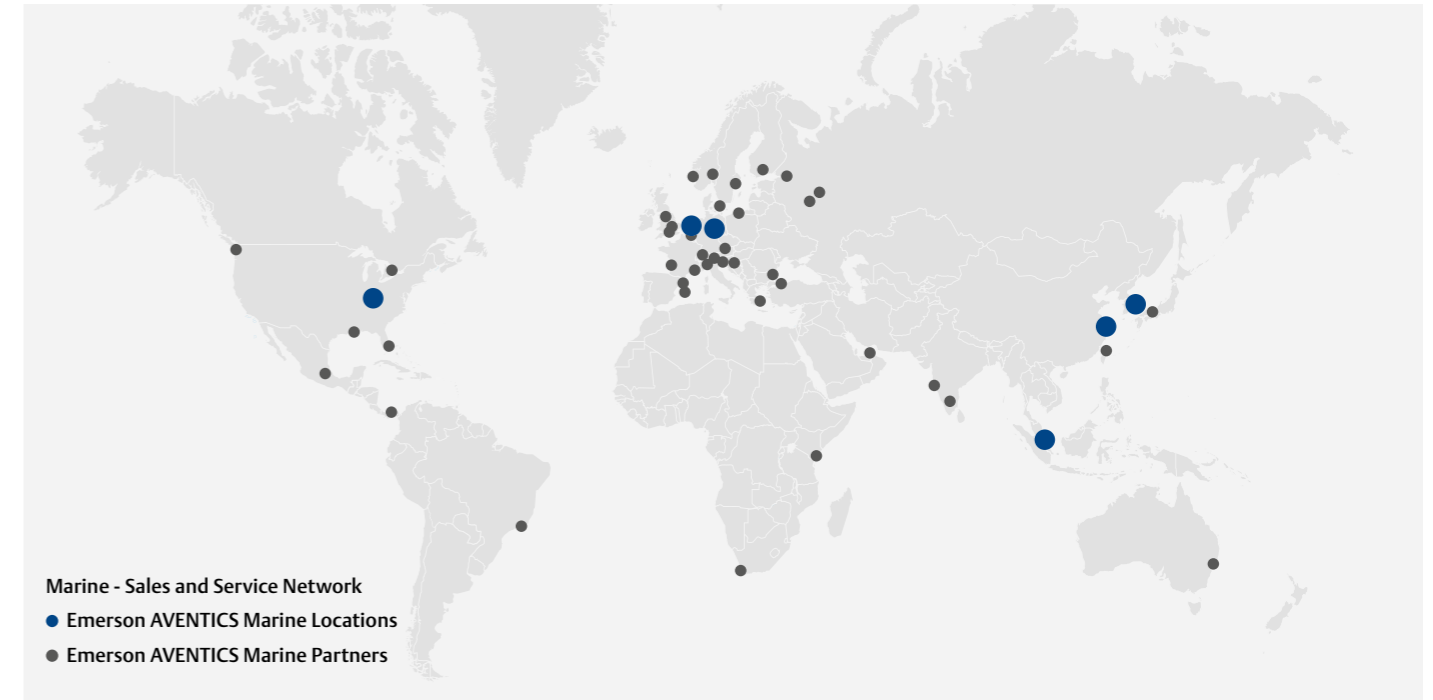 Marine - Sales and Service Network
Emerson AVENTICS Marine Locations
Emerson AVENTICS Marine Partners